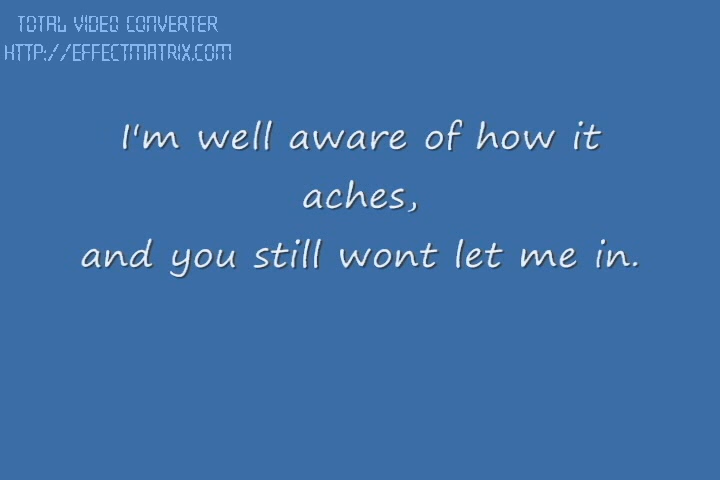 TOTAL VIDEO CONVERTER
HTTP://EFFECTMATRIX.COM
I'm well aware of how it
aches,
and you still wont let me in.